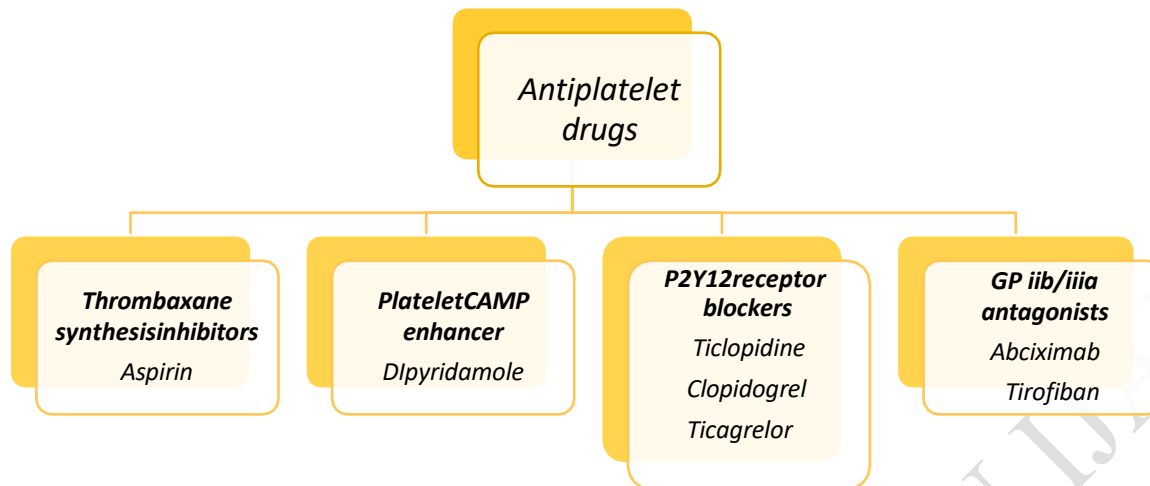 Antiplatelet
drugs
Thrombaxane
synthesisinhibitors
Aspirin
PlateletCAMP
enhancer
DIpyridamole
P2Y12receptor
blockers
Ticlopidine
Clopidogrel
Ticagrelor
GP iib/iiia
antagonists
Abciximab
Tirofiban